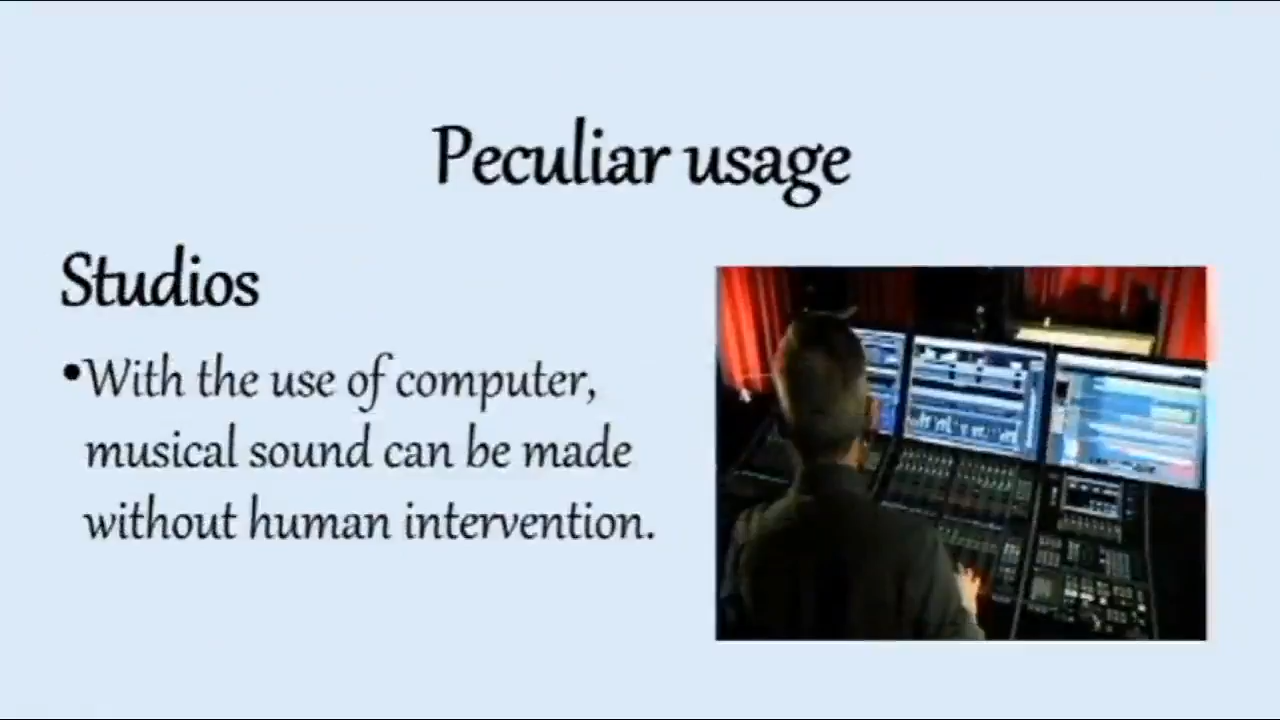 Peculiar usage
Studios
•With the use of computer,
musical sound can be made
without human intervention.